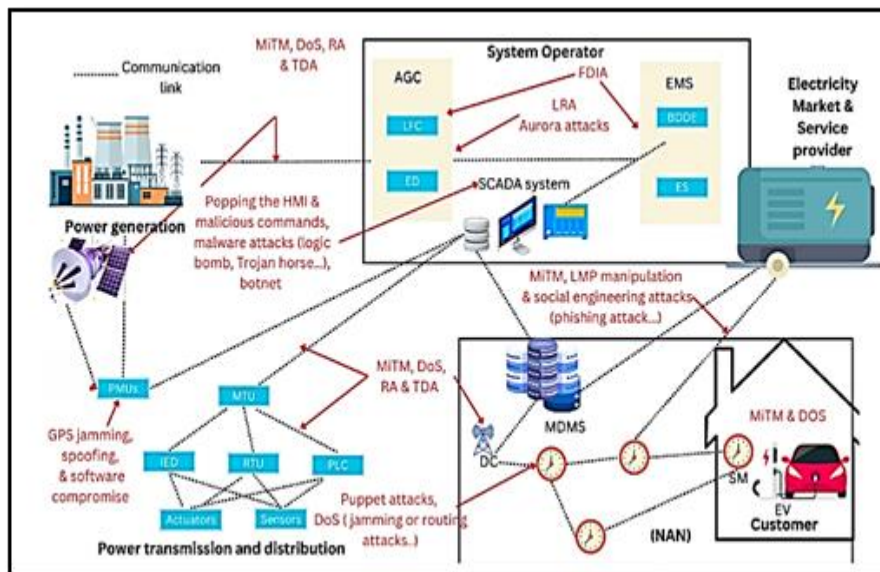 MiTM, DoS, RA
& TDA
Communication
link
System Operator
AGC
FDIA
EMS
LFC
BDDE
LRA
Aurora attacks
ED
ES
SCADA system
Electricity
Market &
Service
provider
Power generation
Popping the HMI &
malicious commands,
malware attacks (logic
bomb, Trojan horse...),
botnet
MiTM, LMP manipulation
& social engineering attacks
(phishing attack...)
PMUs
MTU
MiTM, DoS,
RA & TDA
MDMS
MiTM & DOS
GPS jamming,
spoofing,
& software
compromise
IED
RTU
PLC
DC
SM
EV
Puppet attacks,
DoS ( jamming or routing
attacks..)
Actuators
Sensors
(NAN)
Customer
Power transmission and distribution